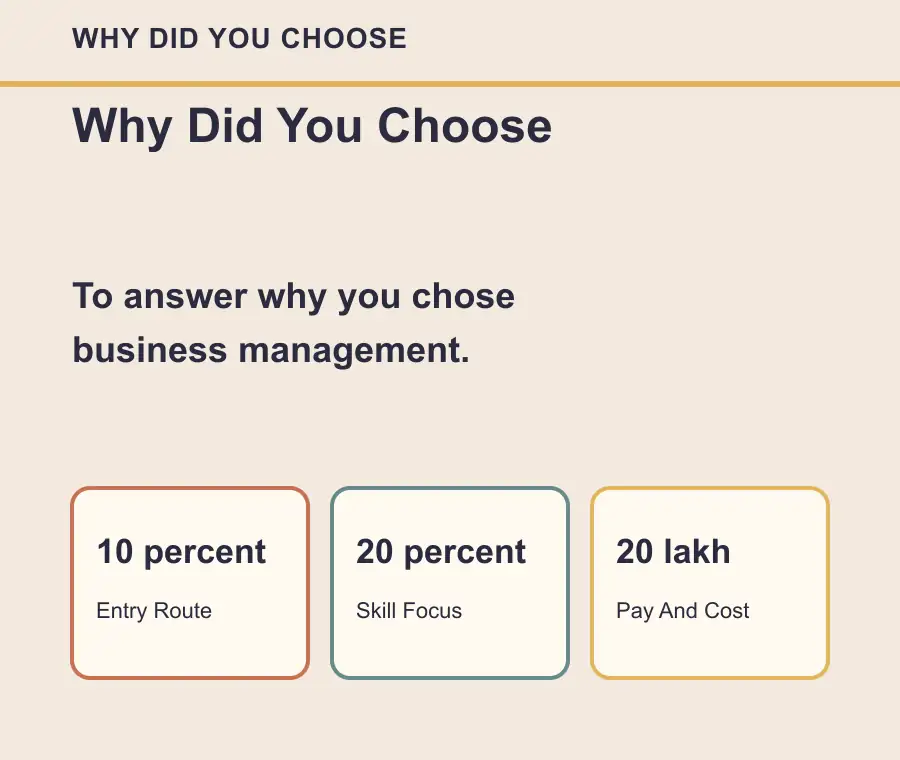 WHY DID YOU CHOOSE
Why Did You Choose
To answer why you chose
business management.
10 percent
Entry Route
20 percent
Skill Focus
20 lakh
Pay And Cost